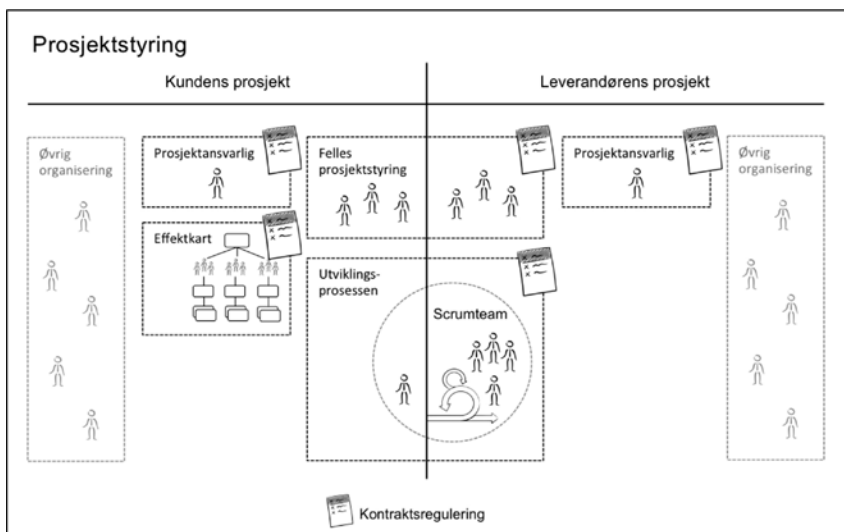 Prosjektstyring
Kundens prosjekt
Leverandørens prosjekt
Øvrig
organisering
Prosjektansvarlig
Felles
prosjektstyring
Prosjektansvarlig
Øvrig
organisering
Effektkart
Utviklings-
prosessen
Scrumteam
Kontraktsregulering